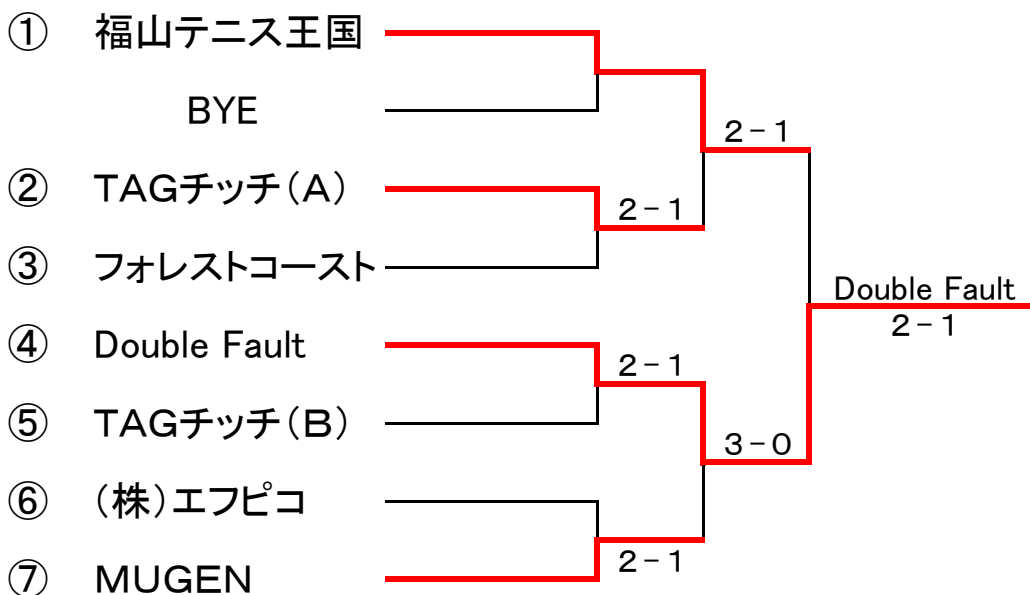 ① 福山テニス王国
BYE
2-1
② TAGチッチ(A)
2-1
③ フォレストコースト
Double Fault
2-1
④ Double Fault
2-1
⑤ TAGチッチ(B)
3-0
⑥ (株)エフピコ
2-1
⑦ MUGEN